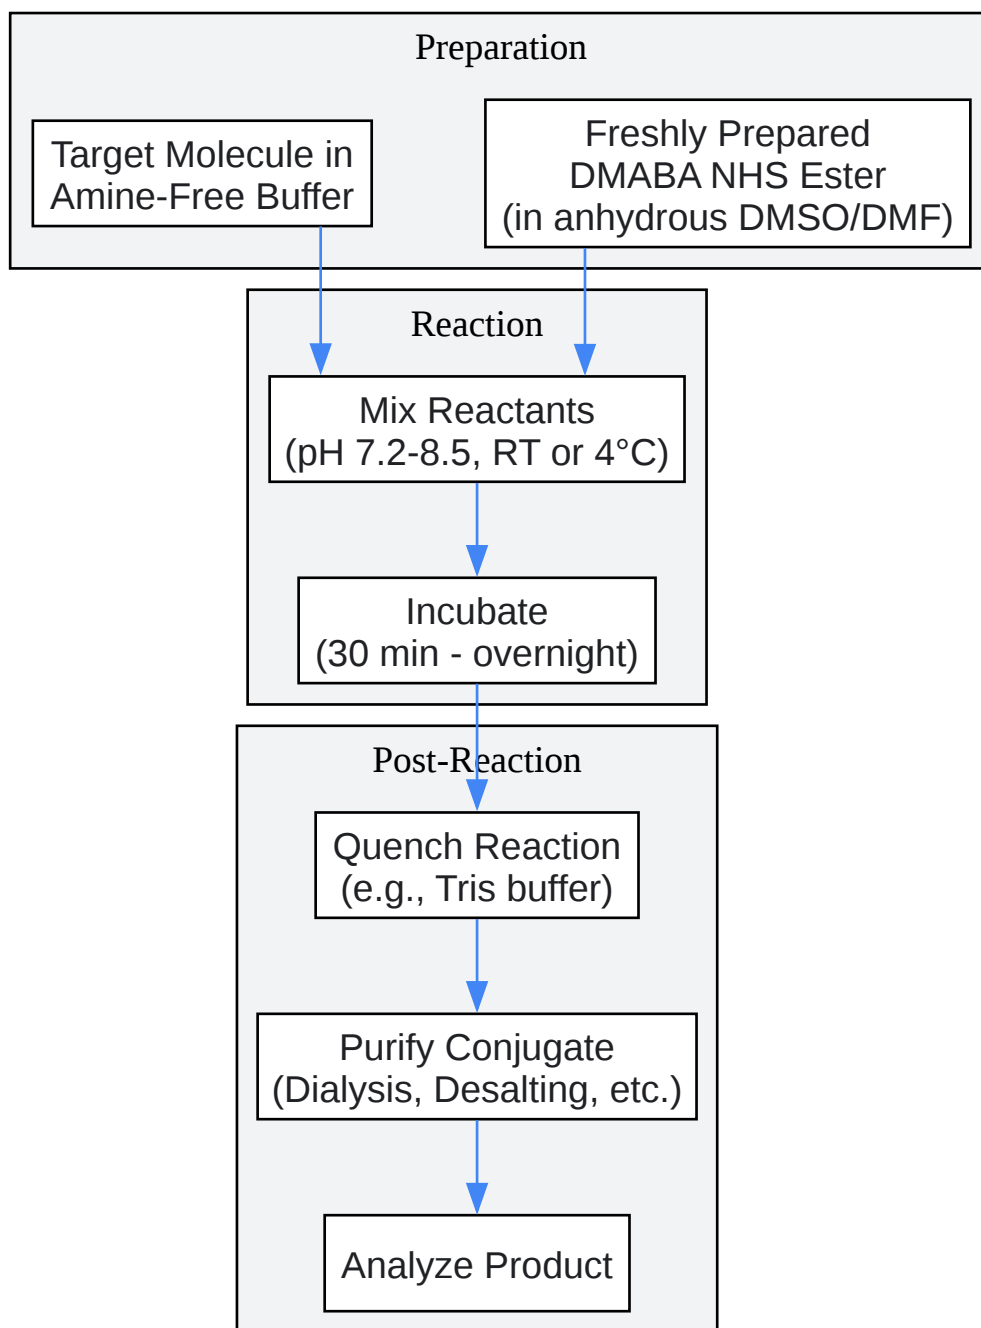 Preparation
Target Molecule in
Amine-Free Buffer
Freshly Prepared
DMABA NHS Ester
(in anhydrous DMSO/DMF)
Reaction
Mix Reactants
(pH 7.2-8.5, RT or 4°C)
Incubate
(30 min - overnight)
Post-Reaction
Quench Reaction
(e.g., Tris buffer)
Purify Conjugate
(Dialysis, Desalting, etc.)
Analyze Product